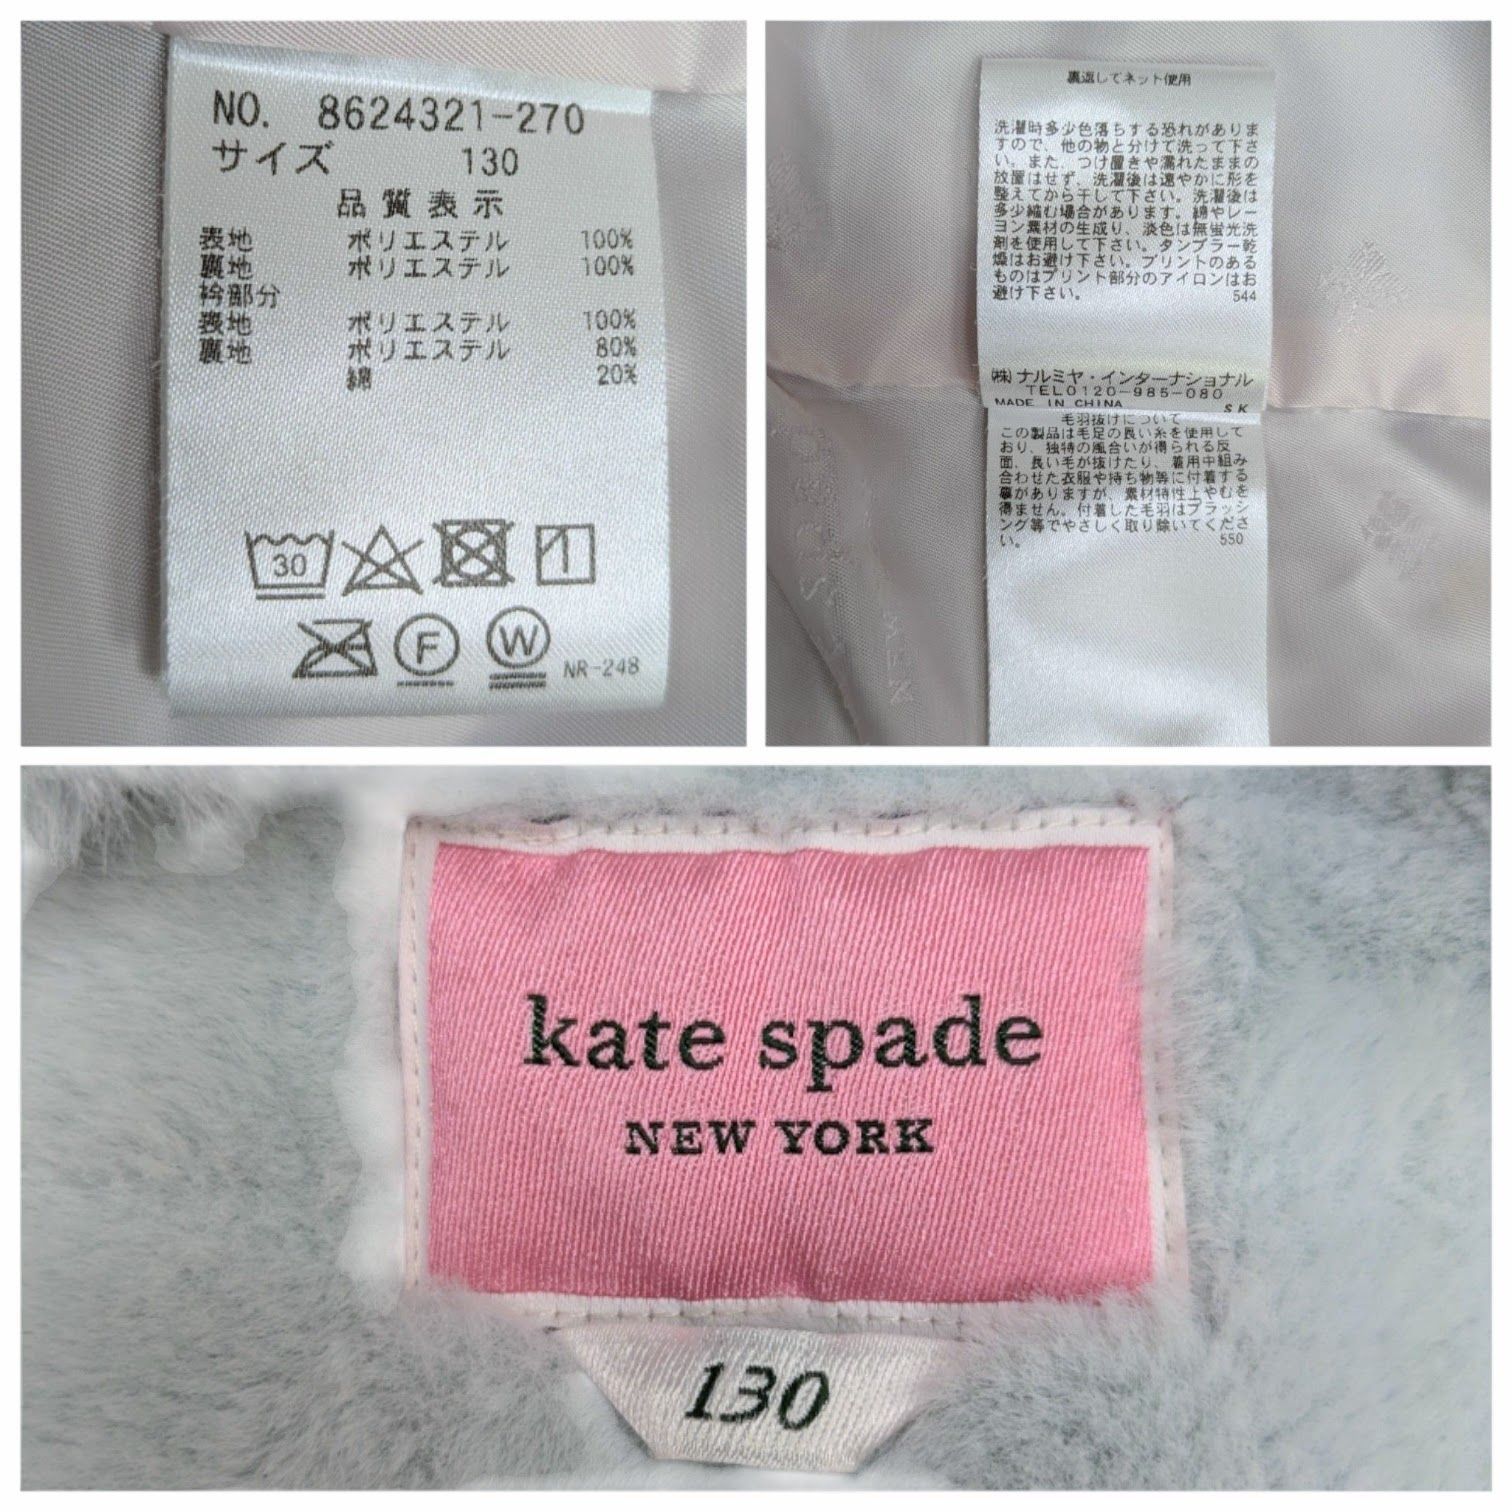 NO. 8624321-270
サイズ 130
品質表示
表地 ポリエステル 100%
裏地 ポリエステル 100%
衿部分
表地 ポリエステル 100%
裏地 ポリエステル 80%
綿 20%
30
F W NR-248
裏返してネット使用
洗濯時多少色落ちする恐れがありま
すので、他の物と分けて洗って下さ
い。また、つけ置きや濡れたままの
放置はせず、洗濯後は速やかに形を
整えてから干して下さい。洗濯後は
多少縮む場合があります。綿やレー
ヨン素材の生成り、淡色は無蛍光洗
剤を使用して下さい。タンブラー乾
燥はお避け下さい。プリントのある
ものはプリント部分のアイロンはお
避け下さい。 544
㈱ナルミヤ・インターナショナル
TEL0120-985-080
MADE IN CHINA SK
毛羽抜けについて
この製品は毛足の長い糸を使用して
おり、独特の風合いが得られる反
面、長い毛が抜けたり、着用中組み
合わせた衣服や持ち物等に付着する
事がありますが、素材特性上やむを
得ません。付着した毛羽はブラッシ
ング等でやさしく取り除いてくださ
い。 550
kate spade
NEW YORK
130